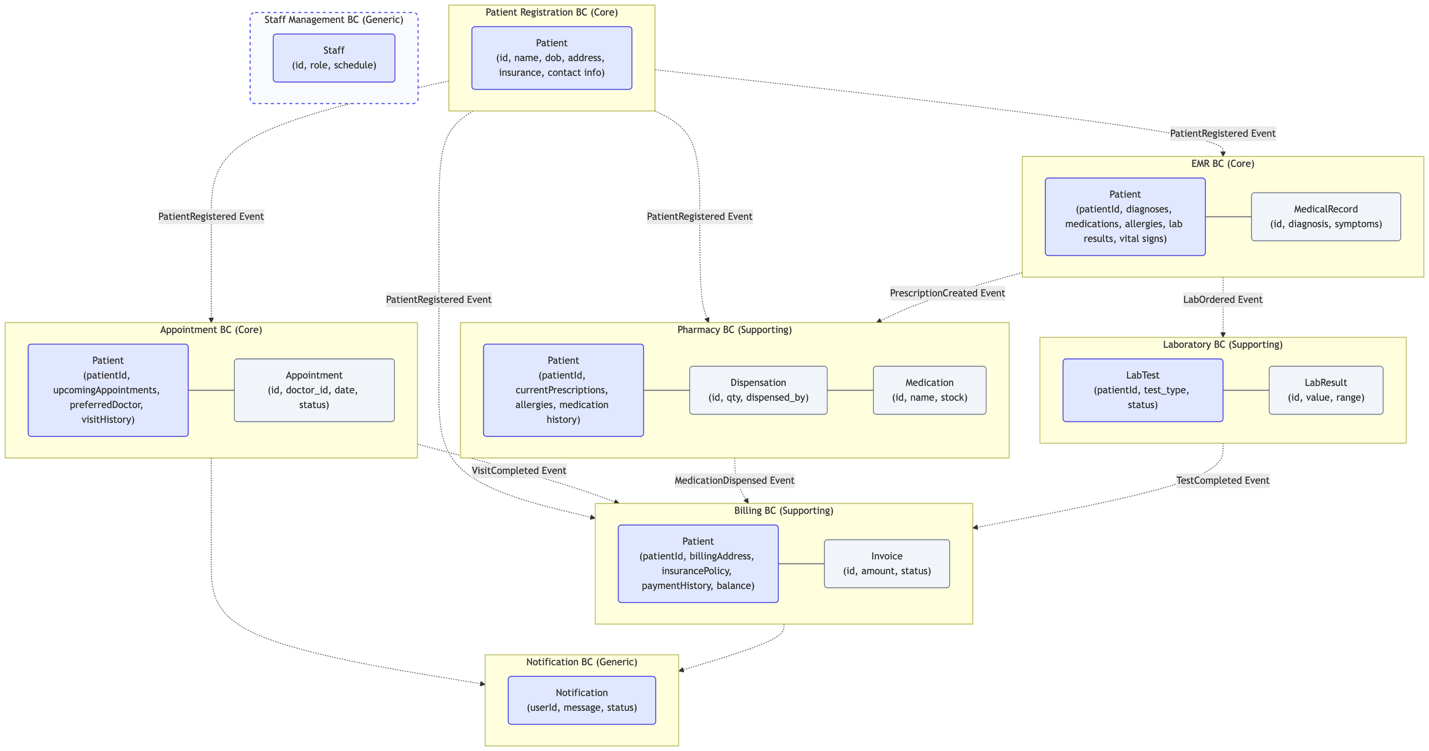 Staff Management BC (Generic)
Staff
(id, role, schedule)
Patient Registration BC (Core)
Patient
(id, name, dob, address,
insurance, contact info)
PatientRegistered Event
EMR BC (Core)
Patient
(patientId, diagnoses,
medications, allergies, lab
results, vital signs)
MedicalRecord
(id, diagnosis, symptoms)
PatientRegistered Event
PatientRegistered Event
PatientRegistered Event
PrescriptionCreated Event
LabOrdered Event
Appointment BC (Core)
Patient
(patientId,
upcomingAppointments,
preferredDoctor,
visitHistory)
Appointment
(id, doctor_id, date,
status)
Pharmacy BC (Supporting)
Patient
(patientId,
currentPrescriptions,
allergies, medication
history)
Dispensation
(id, qty, dispensed_by)
Medication
(id, name, stock)
Laboratory BC (Supporting)
LabTest
(patientId, test_type,
status)
LabResult
(id, value, range)
VisitCompleted Event
MedicationDispensed Event
TestCompleted Event
Billing BC (Supporting)
Patient
(patientId, billingAddress,
insurancePolicy,
paymentHistory, balance)
Invoice
(id, amount, status)
Notification BC (Generic)
Notification
(userId, message, status)